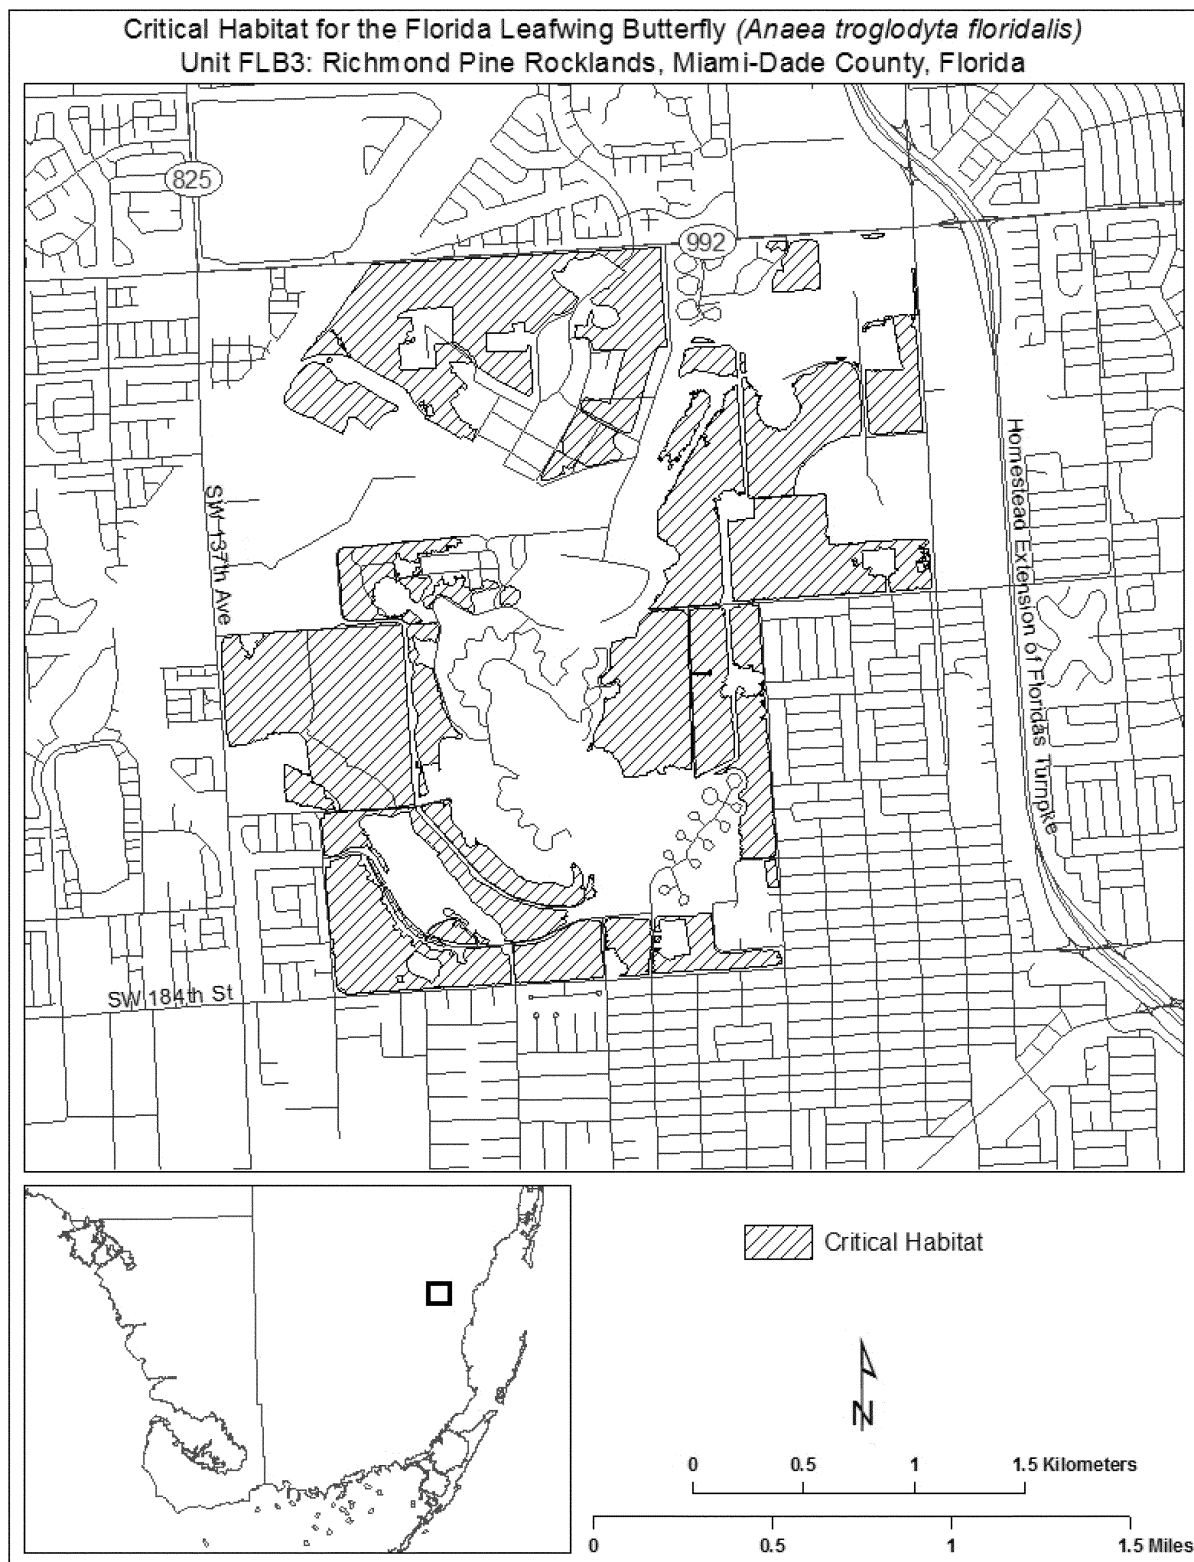 Critical Habitat for the Florida Leafwing Butterfly (Anaea troglodyta floridalis)
Unit FLB3: Richmond Pine Rocklands, Miami-Dade County, Florida
825
992
SW 137th Ave
Homestead Extension of Floridas Turnpke
SW 184th St
Critical Habitat
N
0 0.5 1 1.5 Kilometers
0 0.5 1 1.5 Miles